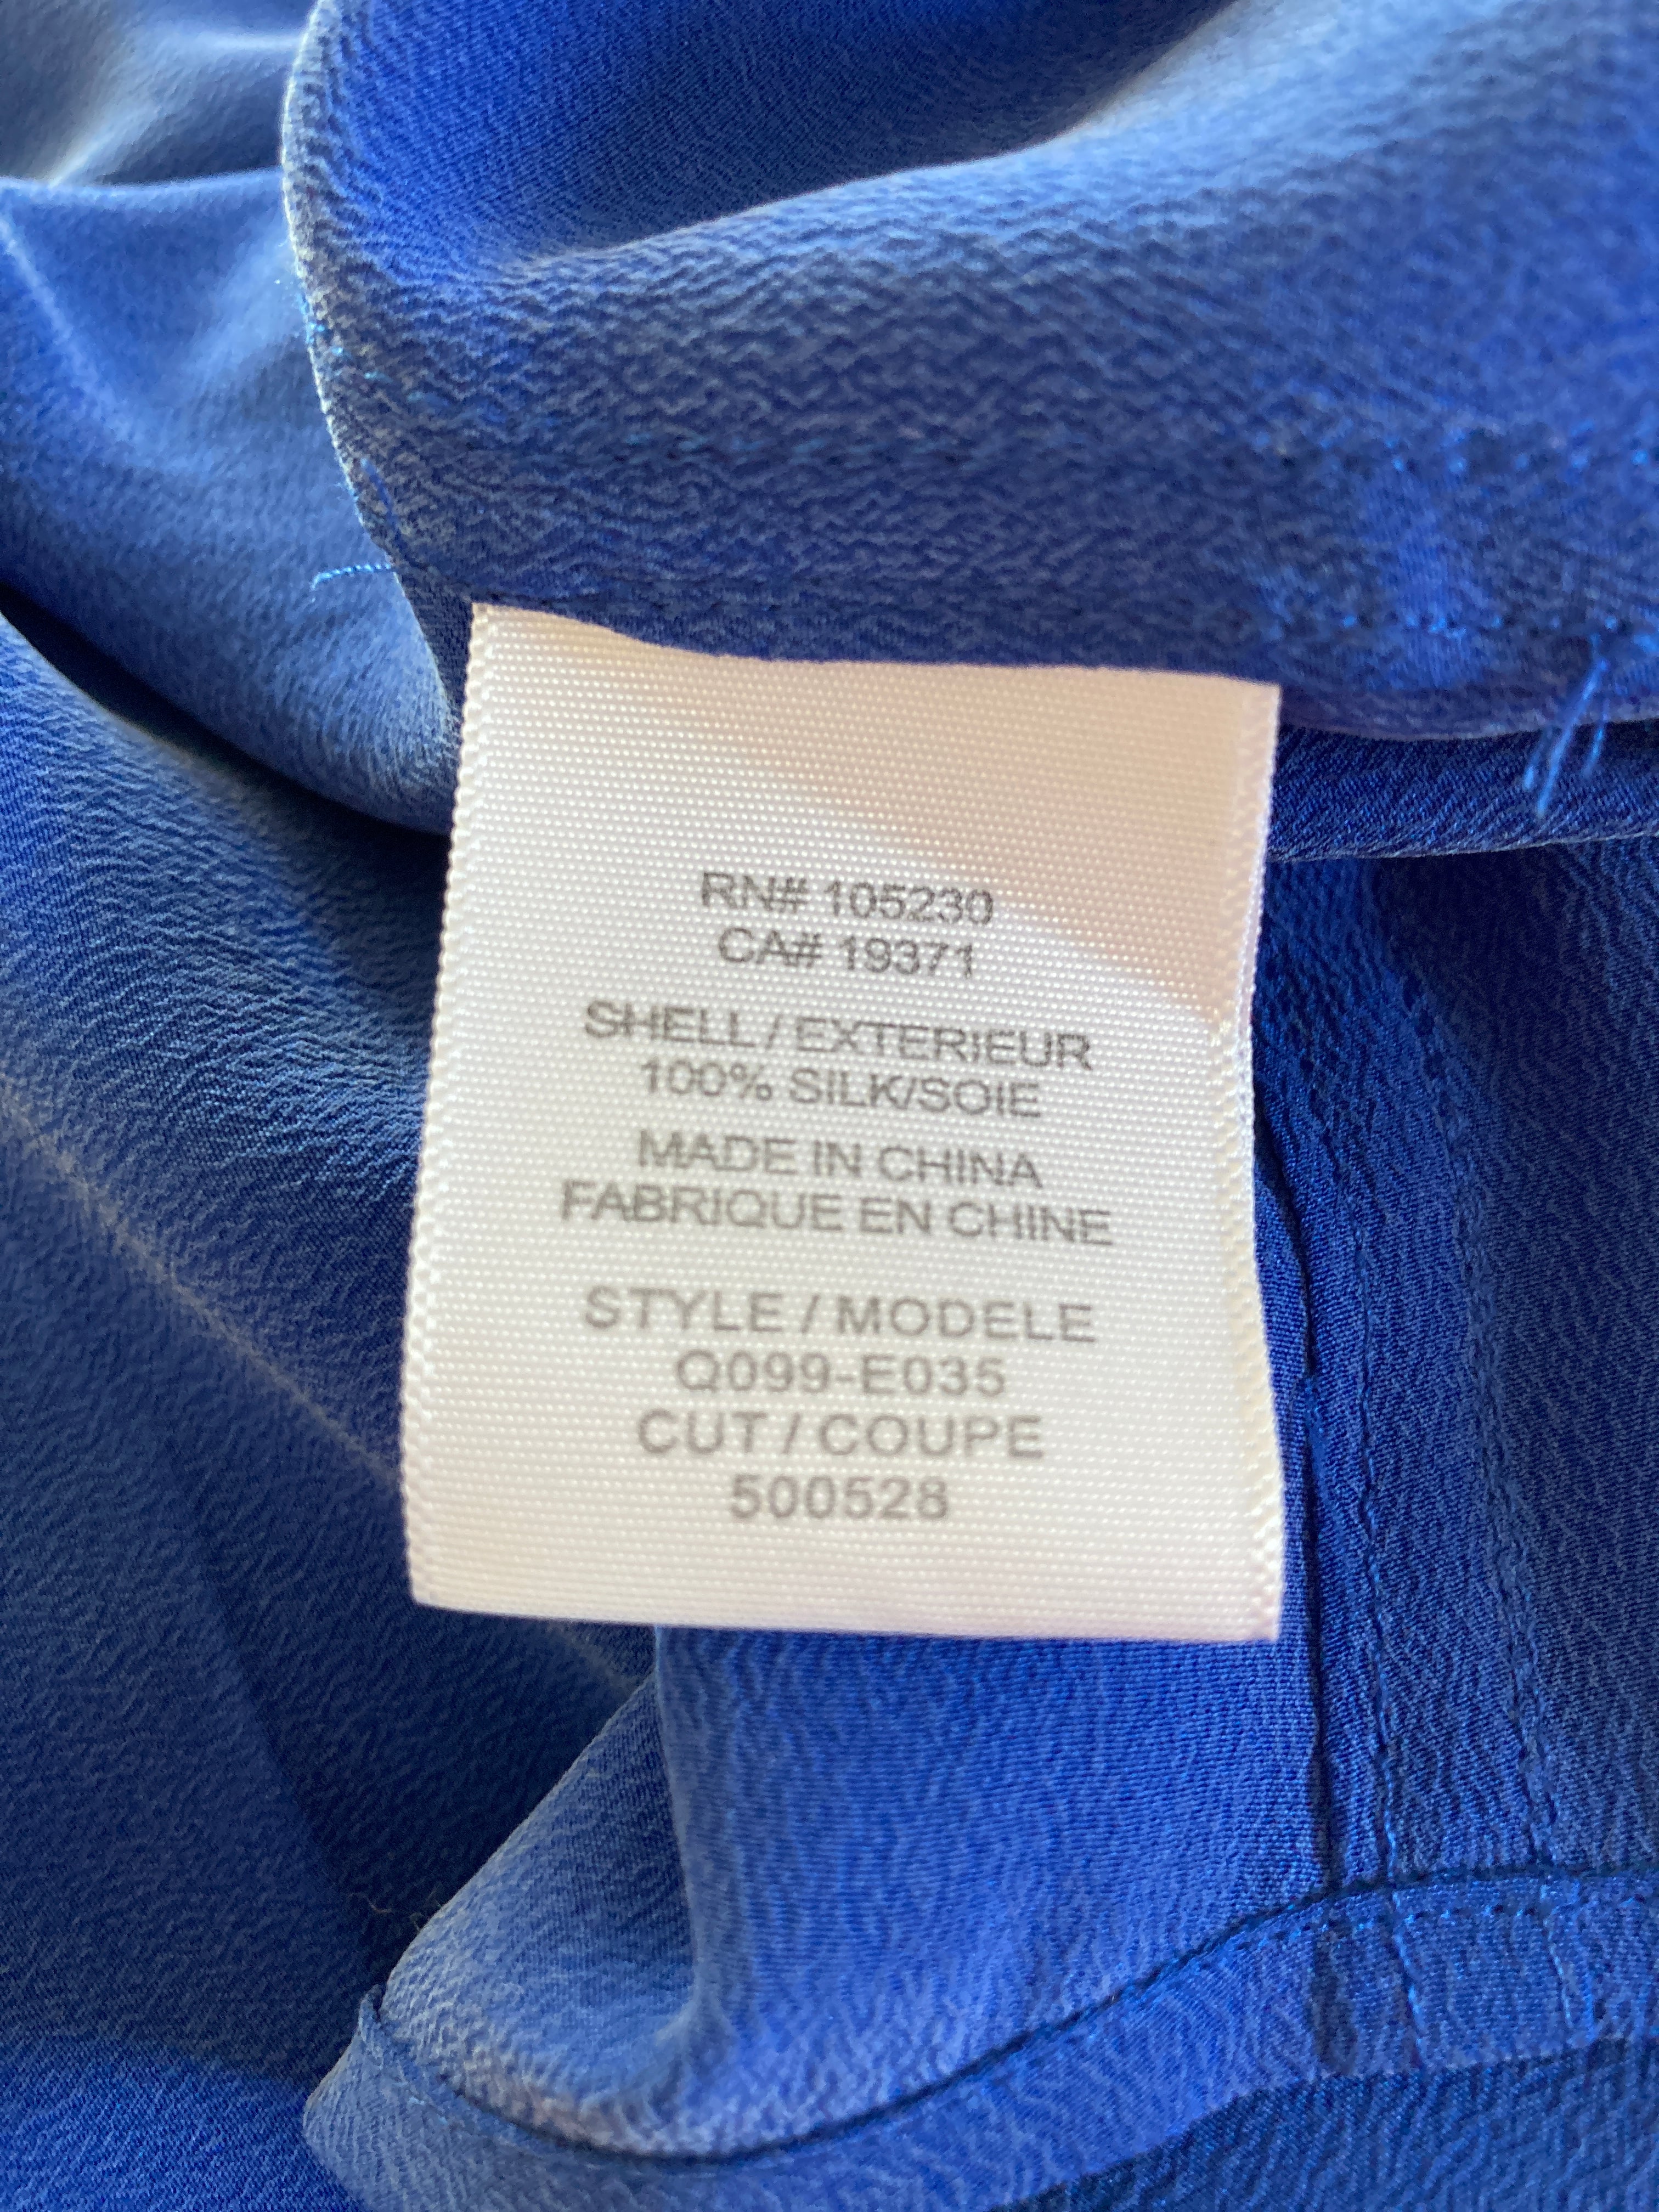 RN# 105230
CA# 19371
SHELL / EXTERIEUR
100% SILK/SOIE
MADE IN CHINA
FABRIQUE EN CHINE
STYLE / MODELE
Q099-E035
CUT / COUPE
500528